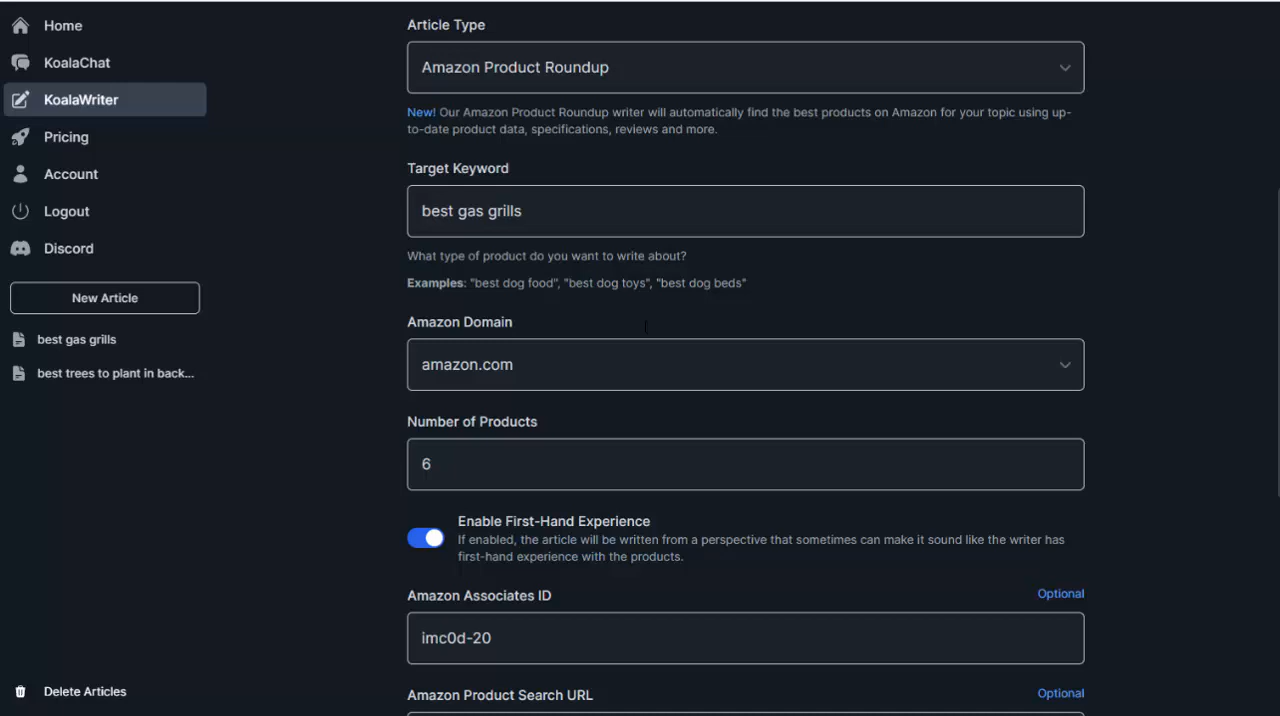 Home
KoalaChat
KoalaWriter
Pricing
Account
Logout
Discord
New Article
best gas grills
best trees to plant in back...
Delete Articles
Article Type
Amazon Product Roundup
New! Our Amazon Product Roundup writer will automatically find the best products on Amazon for your topic using up-
to-date product data, specifications, reviews and more.
Target Keyword
best gas grills
What type of product do you want to write about?
Examples: "best dog food", "best dog toys", "best dog beds"
Amazon Domain
amazon.com
Number of Products
6
Enable First-Hand Experience
If enabled, the article will be written from a perspective that sometimes can make it sound like the writer has
first-hand experience with the products.
Amazon Associates ID
Optional
imc0d-20
Amazon Product Search URL
Optional